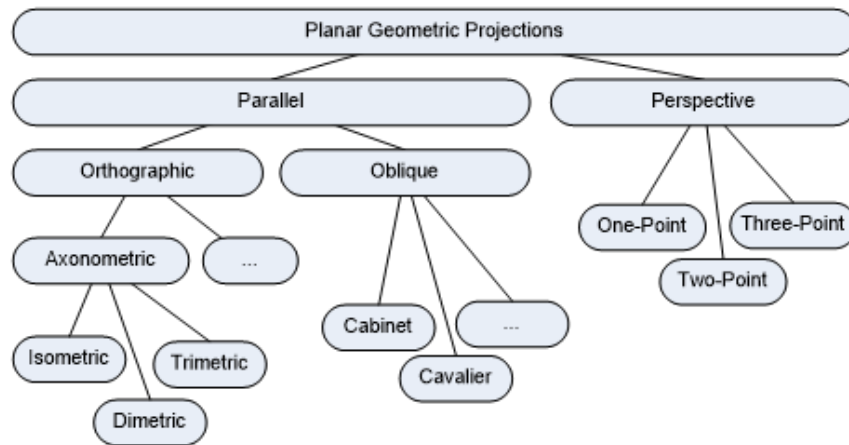 Planar Geometric Projections
Parallel
Perspective
Orthographic
Oblique
One-Point
Three-Point
Axonometric
...
Two-Point
Cabinet
...
Isometric
Trimetric
Cavalier
Dimetric